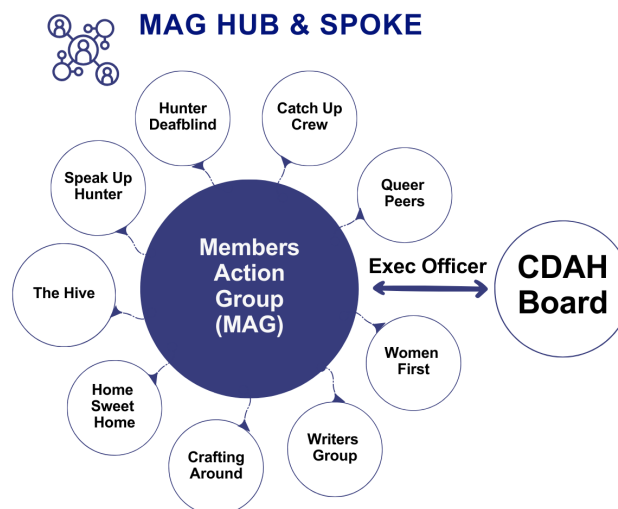 MAG HUB & SPOKE
Hunter
Deafblind
Catch Up
Crew
Speak Up
Hunter
Queer
Peers
Members
Action
Group
(MAG)
Exec Officer
CDAH
Board
The Hive
Women
First
Home
Sweet
Home
Writers
Group
Crafting
Around